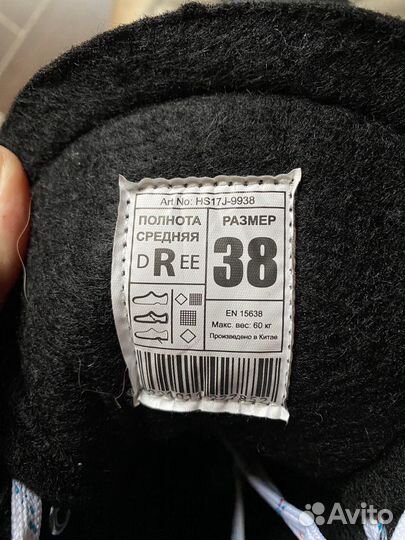 Art No: HS17J-9938
ПОЛНОТА
СРЕДНЯЯ
D R EE
РАЗМЕР
38
EN 15638
Макс. вес: 60 кг
Произведено в Китае
Avito